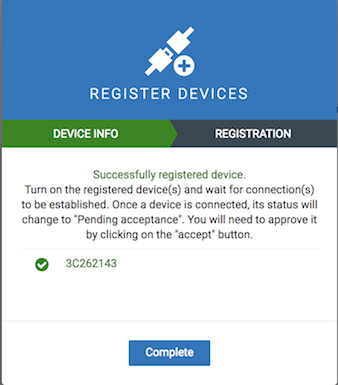 REGISTER DEVICES
DEVICE INFO
REGISTRATION
Successfully registered device.
Turn on the registered device(s) and wait for connection(s)
to be established. Once a device is connected, its status will
change to "Pending acceptance". You will need to approve it
by clicking on the "accept" button.
3C262143
Complete